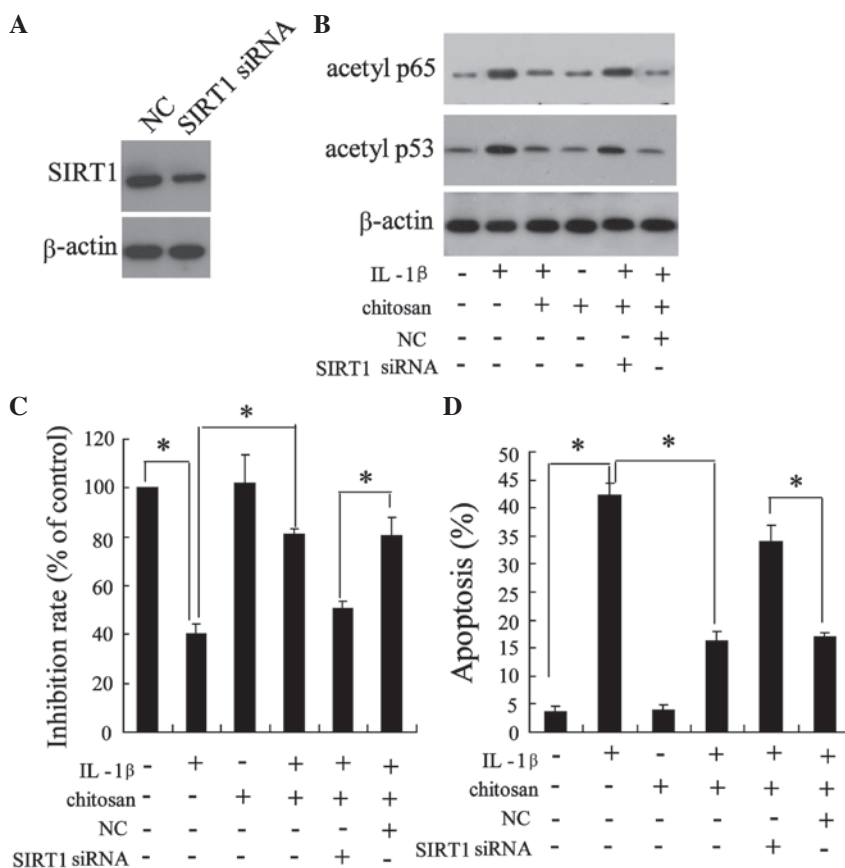 A
NC
SIRT1 siRNA
SIRT1
β-actin
B
acetyl p65
acetyl p53
β-actin
IL -1β - + + - + +
chitosan - - + + + +
NC - - - - - +
SIRT1 siRNA - - - - + -
C
Inhibition rate (% of control)
120
100
80
60
40
20
0
* * *
IL -1β - + - + + +
chitosan - - + + + +
NC - - - - - +
SIRT1 siRNA - - - - + -
D
Apoptosis (%)
50
45
40
35
30
25
20
15
10
5
0
* * *
IL -1β - + - + + +
chitosan - - + + + +
NC - - - - - +
SIRT1 siRNA - - - - + -